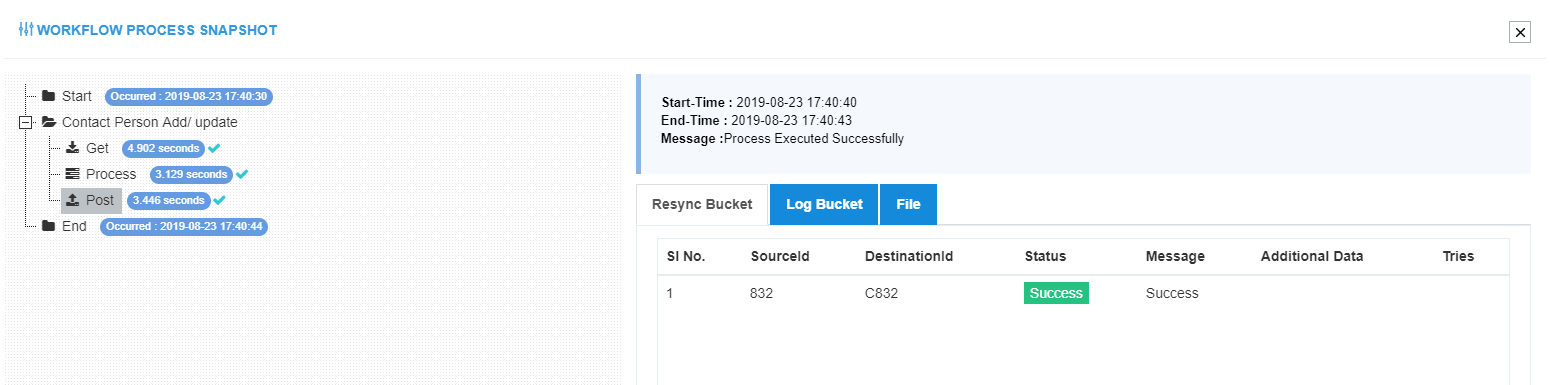 WORKFLOW PROCESS SNAPSHOT
Start Occurred : 2019-08-23 17:40:30
Contact Person Add/ update
Get 4.902 seconds
Process 3.129 seconds
Post 3.446 seconds
End Occurred : 2019-08-23 17:40:44
Start-Time : 2019-08-23 17:40:40
End-Time : 2019-08-23 17:40:43
Message :Process Executed Successfully
Resync Bucket Log Bucket File
Sl No. SourceId DestinationId Status Message Additional Data Tries
1 832 C832 Success Success